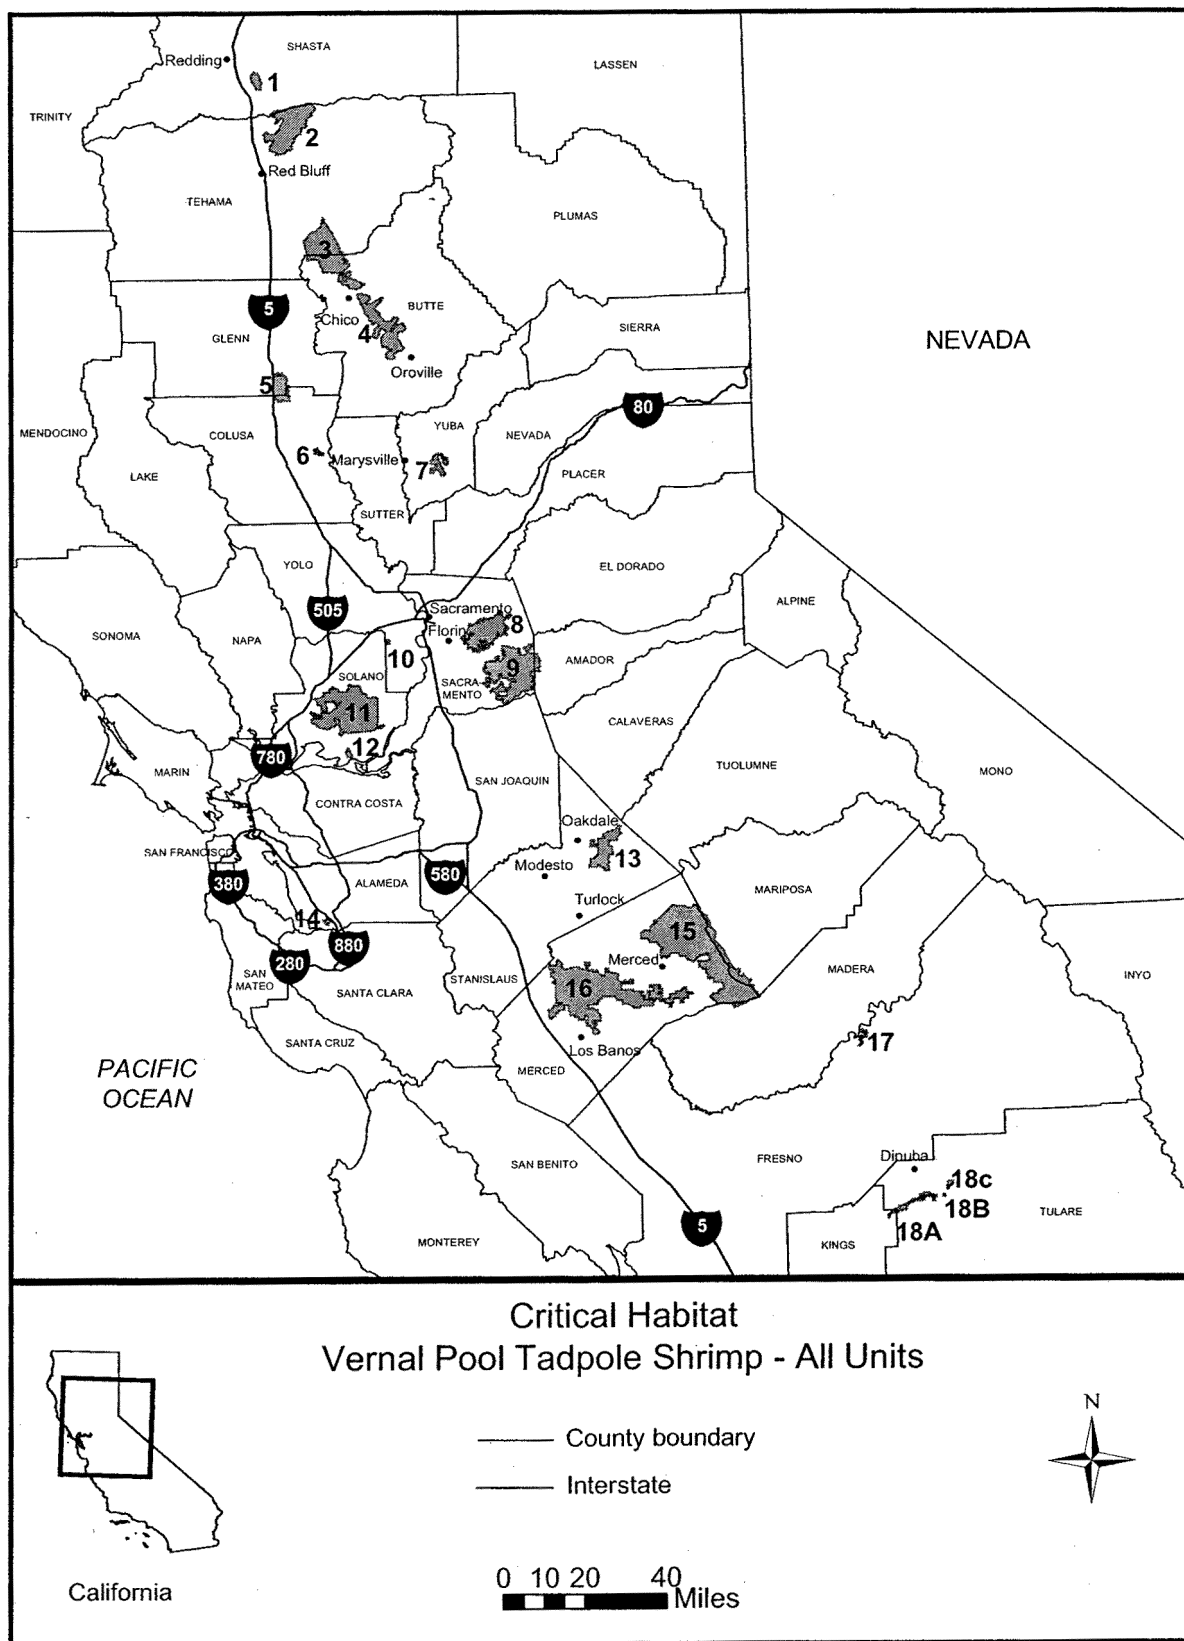 SHASTA
Redding
LASSEN
1
TRINITY
2
Red Bluff
TEHAMA
PLUMAS
3
5
Chico
BUTTE
4
GLENN
SIERRA
NEVADA
Oroville
5
80
MENDOCINO
COLUSA
YUBA
NEVADA
6
Marysville
7
LAKE
PLACER
SUTTER
YOLO
EL DORADO
505
Sacramento
ALPINE
SONOMA
NAPA
Florin
8
10
AMADOR
SOLANO
SACRA-
MENTO
9
11
CALAVERAS
12
780
MARIN
SAN JOAQUIN
TUOLUMNE
MONO
CONTRA COSTA
Oakdale
SAN FRANCISCO
13
Modesto
580
380
ALAMEDA
MARIPOSA
Turlock
14
15
880
280
Merced
MADERA
SAN
MATEO
STANISLAUS
INYO
16
SANTA CLARA
SANTA CRUZ
Los Banos
17
PACIFIC
OCEAN
MERCED
Dinuba
FRESNO
SAN BENITO
18c
18B
TULARE
18A
5
MONTEREY
KINGS
Critical Habitat
Vernal Pool Tadpole Shrimp - All Units
N
County boundary
Interstate
California
0 10 20 40 Miles